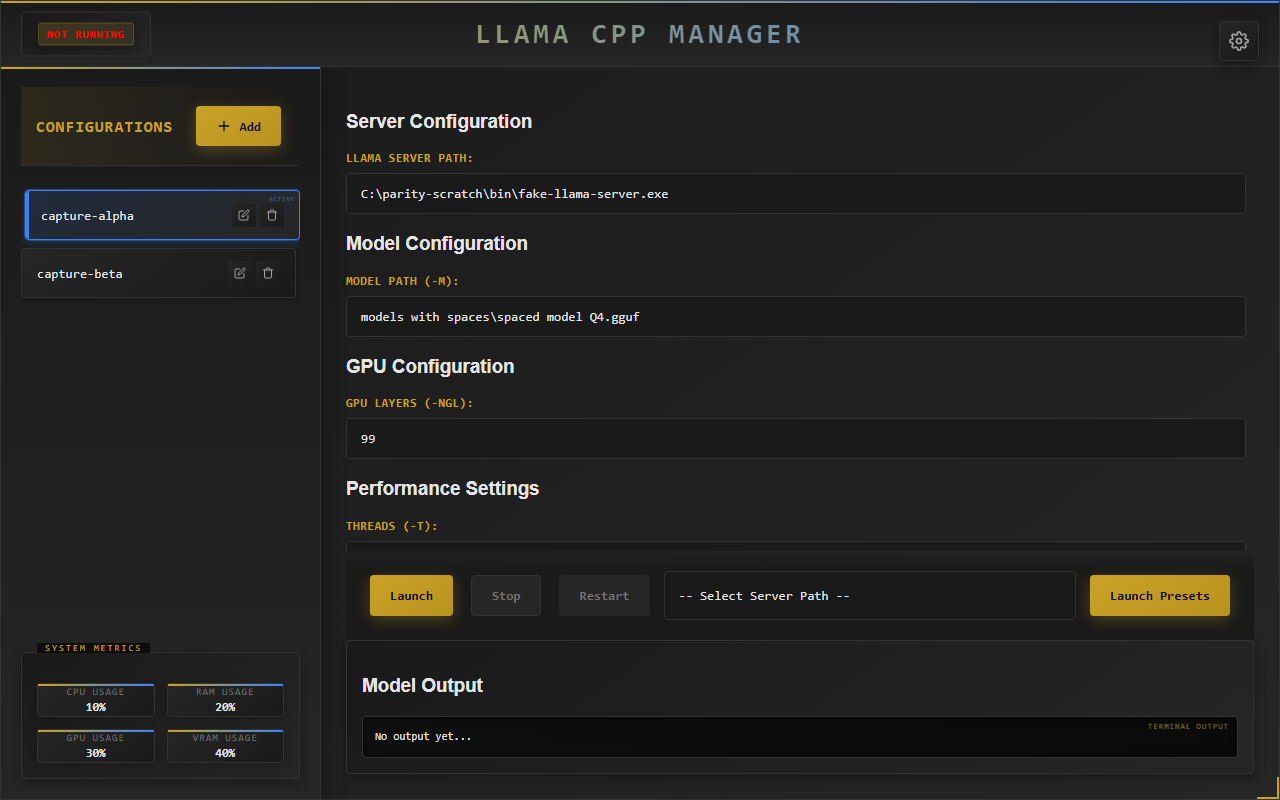 NOT RUNNING
LLAMA CPP MANAGER
CONFIGURATIONS
+ Add
ACTIVE
capture-alpha
capture-beta
SYSTEM METRICS
CPU USAGE
10%
RAM USAGE
20%
GPU USAGE
30%
VRAM USAGE
40%
Server Configuration
LLAMA SERVER PATH:
C:\parity-scratch\bin\fake-llama-server.exe
Model Configuration
MODEL PATH (-M):
models with spaces\spaced model Q4.gguf
GPU Configuration
GPU LAYERS (-NGL):
99
Performance Settings
THREADS (-T):
Launch
Stop
Restart
-- Select Server Path --
Launch Presets
Model Output
TERMINAL OUTPUT
No output yet...